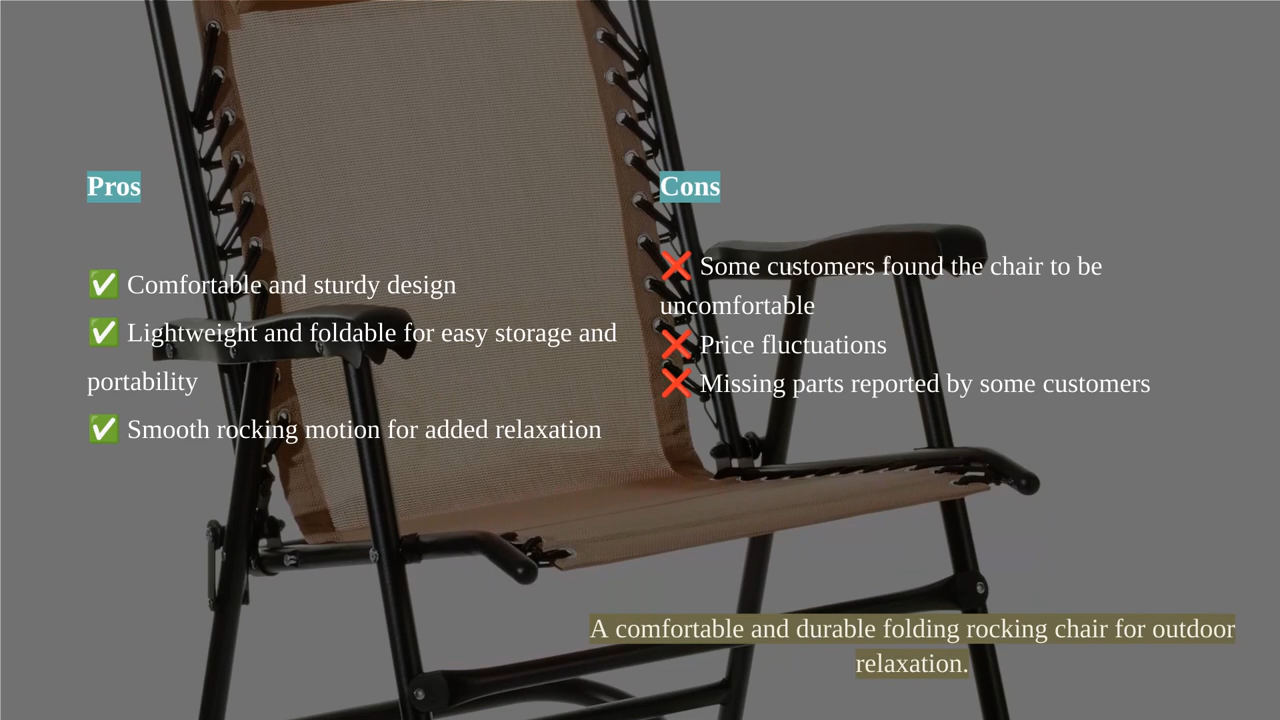 Pros
✅ Comfortable and sturdy design
✅ Lightweight and foldable for easy storage and
portability
✅ Smooth rocking motion for added relaxation
Cons
❌ Some customers found the chair to be
uncomfortable
❌ Price fluctuations
❌ Missing parts reported by some customers
A comfortable and durable folding rocking chair for outdoor
relaxation.